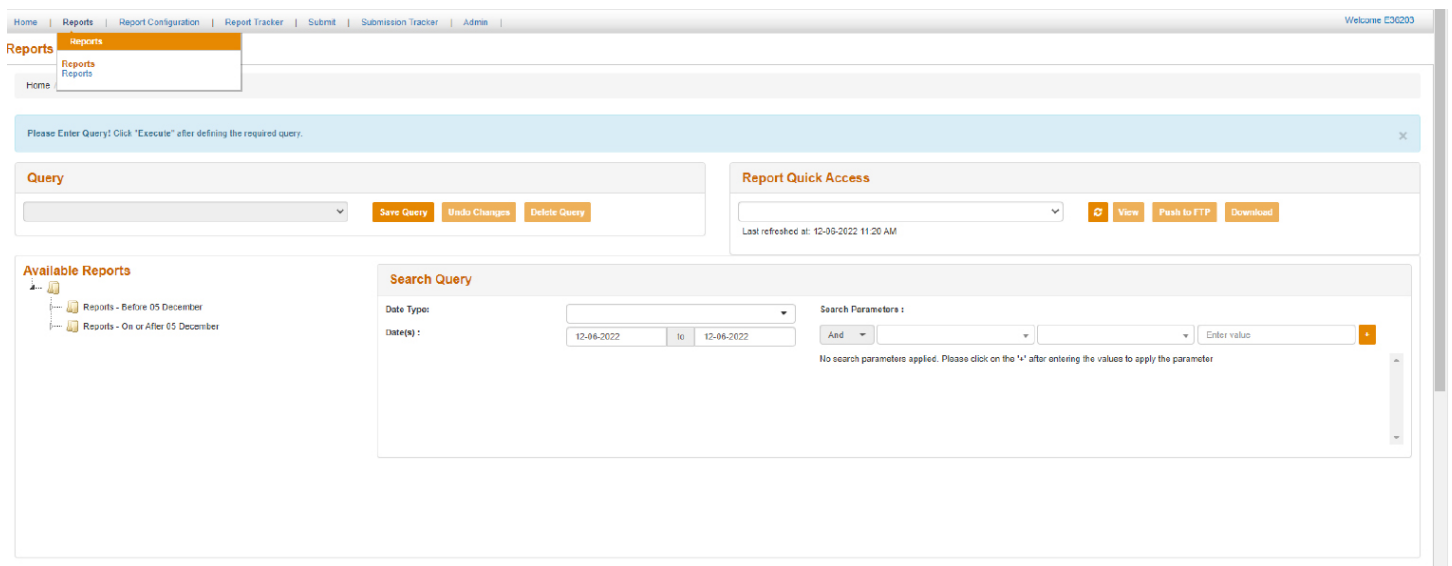 Home | Reports | Report Configuration | Report Tracker | Submit | Submission Tracker | Admin |
Welcome E36203
Reports
Reports
Reports
Reports
Home
Please Enter Query! Click "Execute" after defining the required query.
×
Query
Save Query
Undo Changes
Delete Query
Report Quick Access
View
Push to FTP
Download
Last refreshed at: 12-06-2022 11:20 AM
Available Reports
Reports - Before 05 December
Reports - On or After 05 December
Search Query
Date Type:
Date(s) :
12-06-2022 to 12-06-2022
Search Parameters :
And
Enter value
+
No search parameters applied. Please click on the '+' after entering the values to apply the parameter